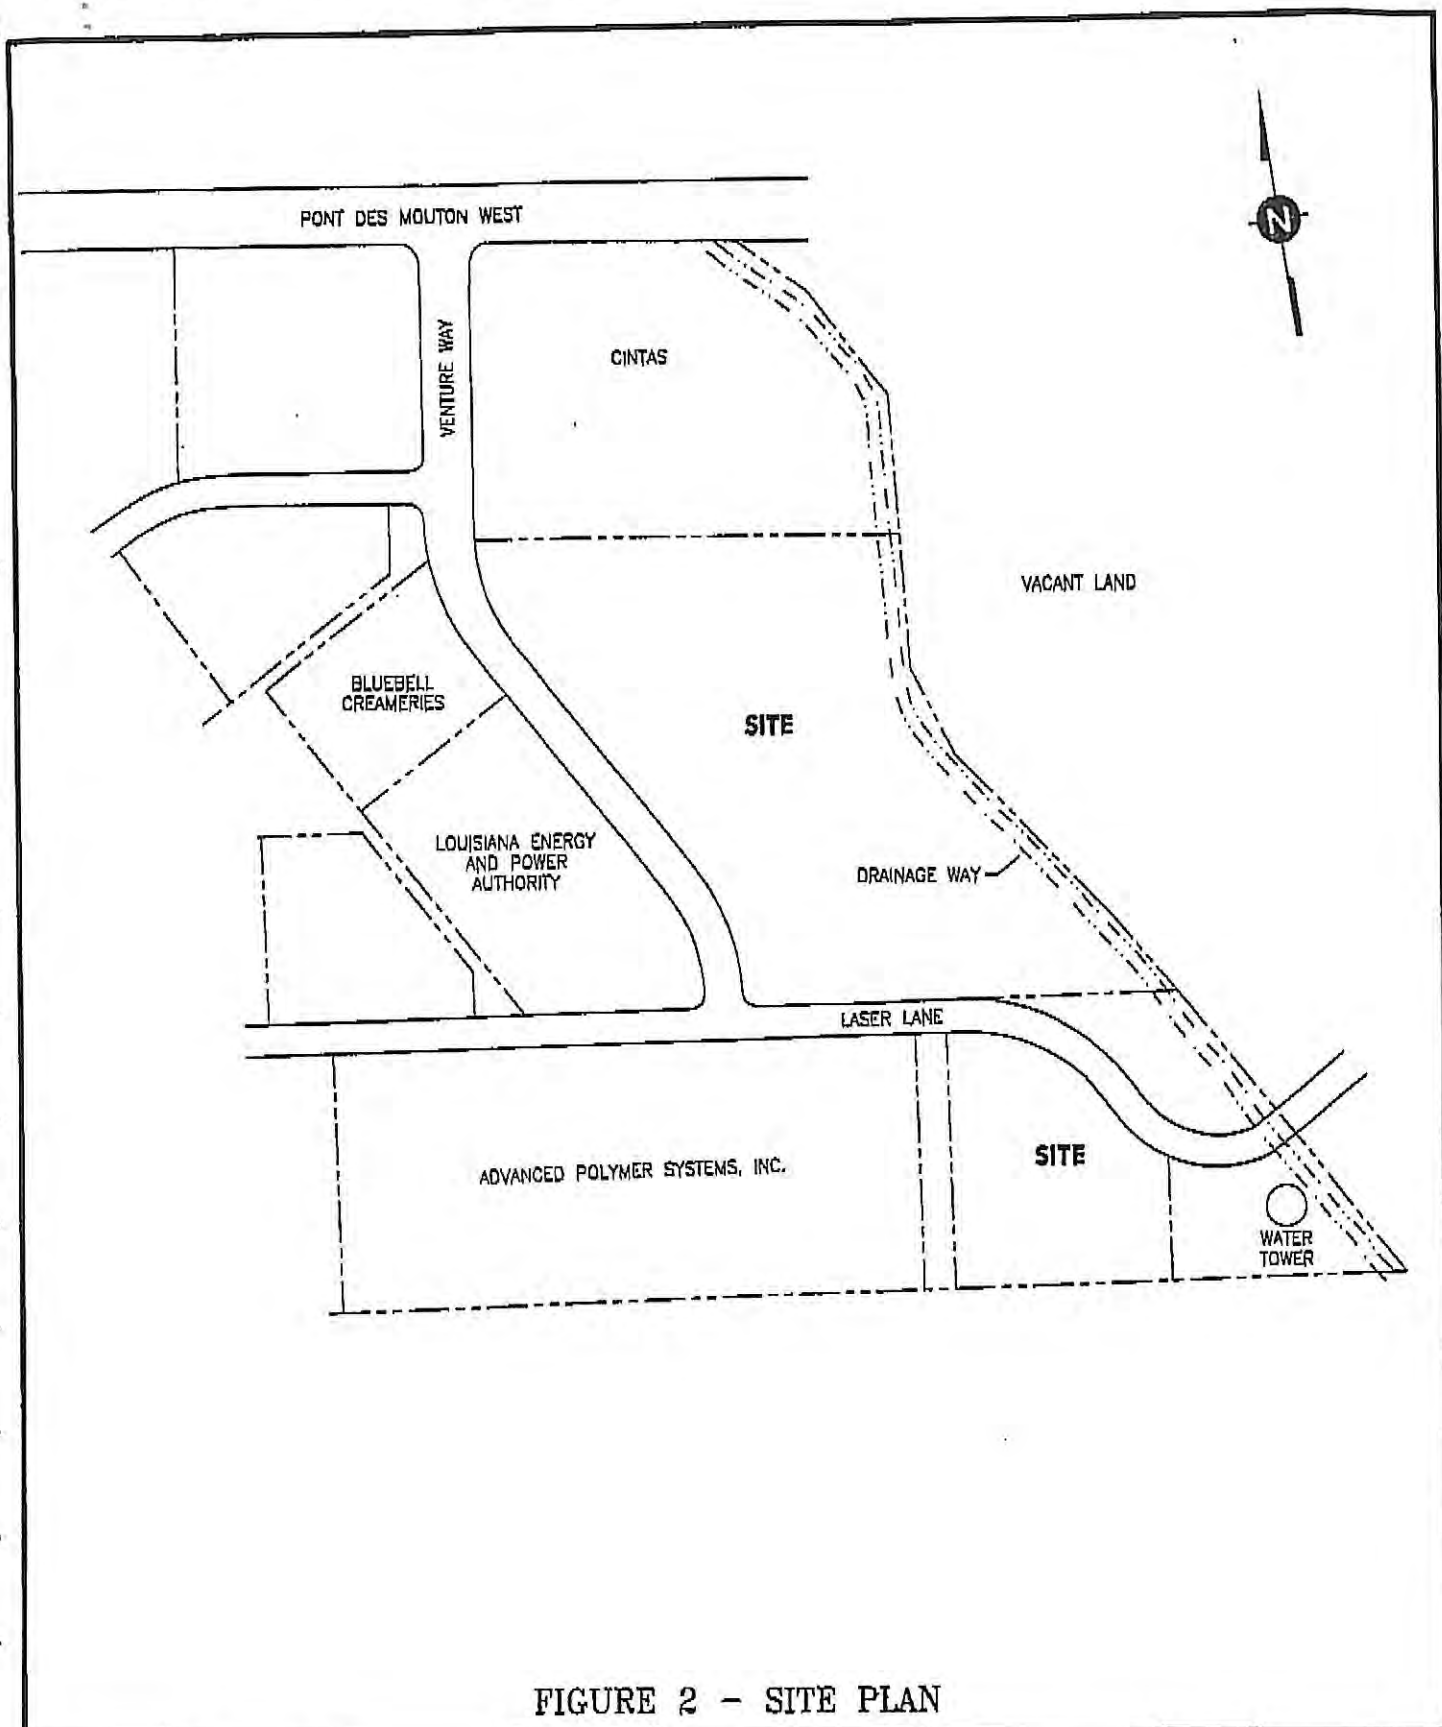 PONT DES MOUTON WEST
N
VENTURE WAY
CINTAS
VACANT LAND
BLUEBELL
CREAMERIES
SITE
LOUISIANA ENERGY
AND POWER
AUTHORITY
DRAINAGE WAY
LASER LANE
ADVANCED POLYMER SYSTEMS, INC.
SITE
WATER
TOWER
FIGURE 2 - SITE PLAN